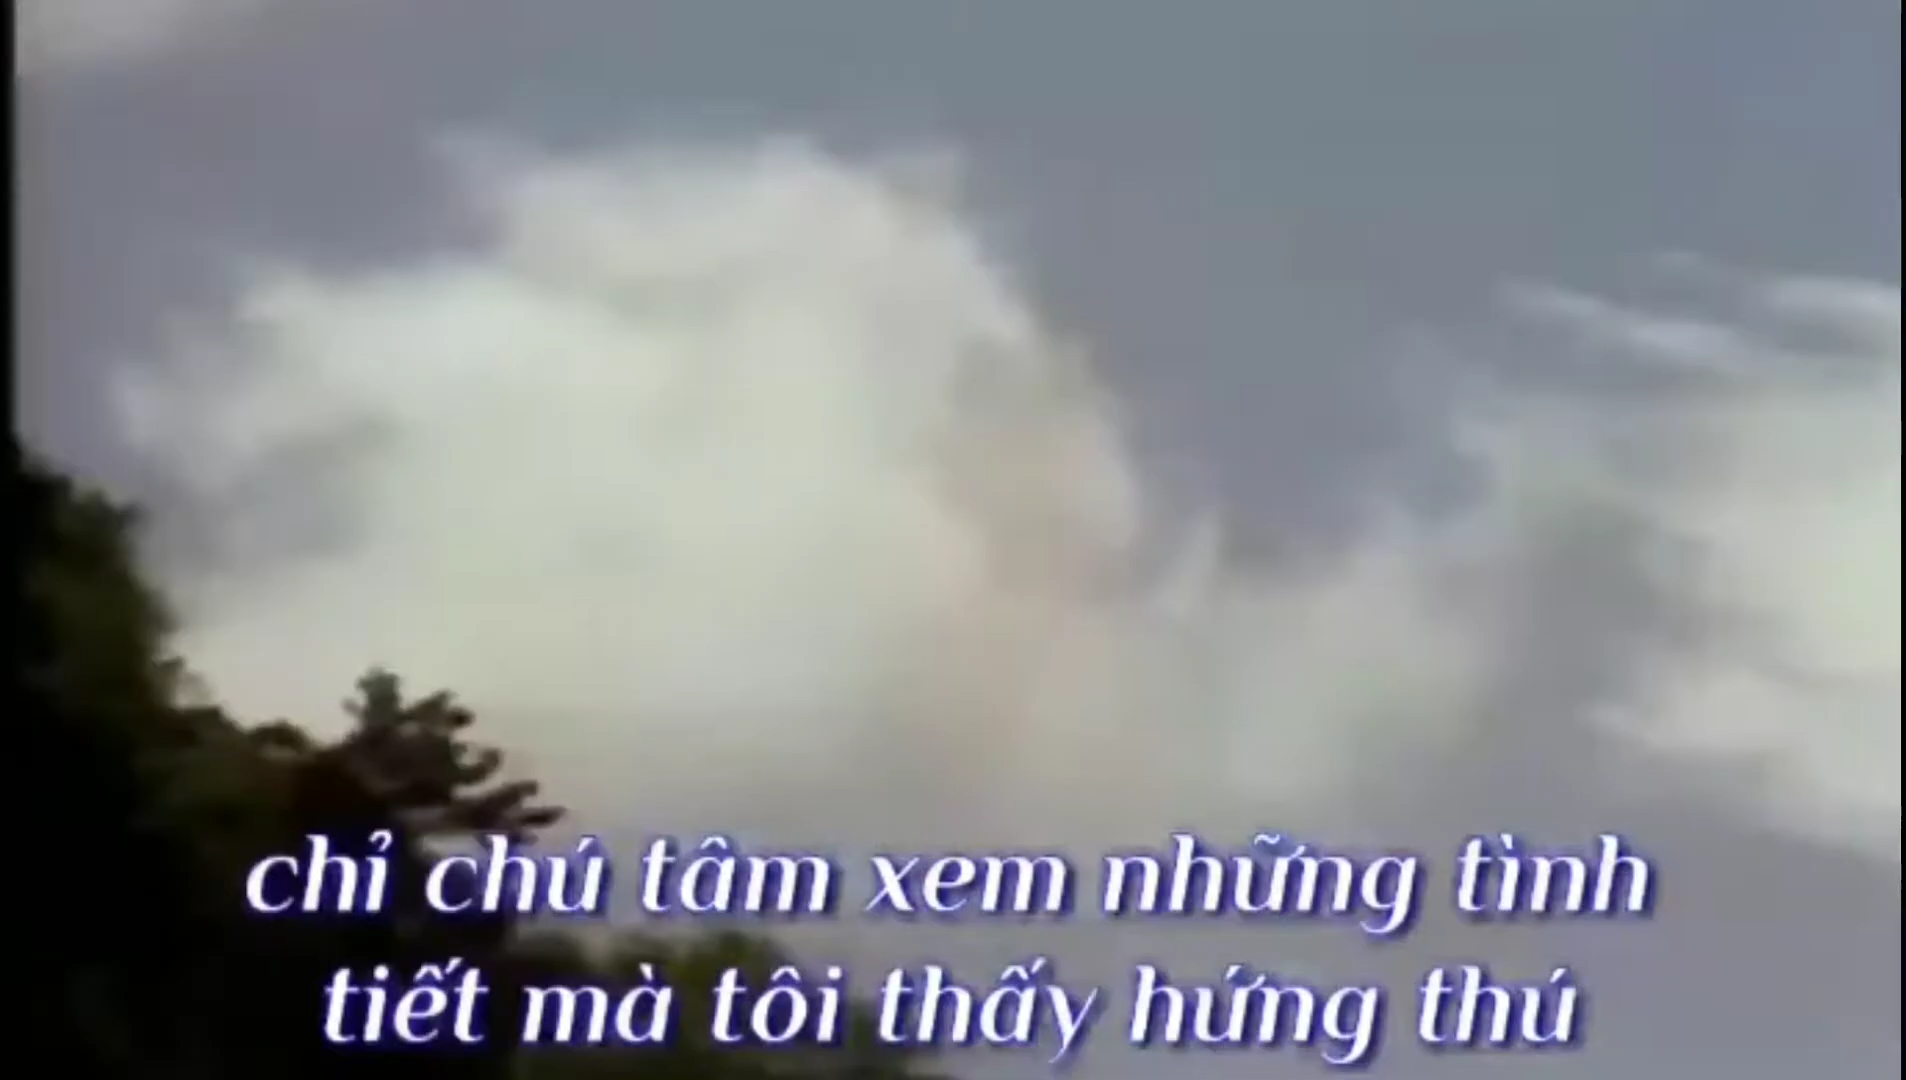 chỉ chú tâm xem những tình
tiết mà tôi thấy hứng thú